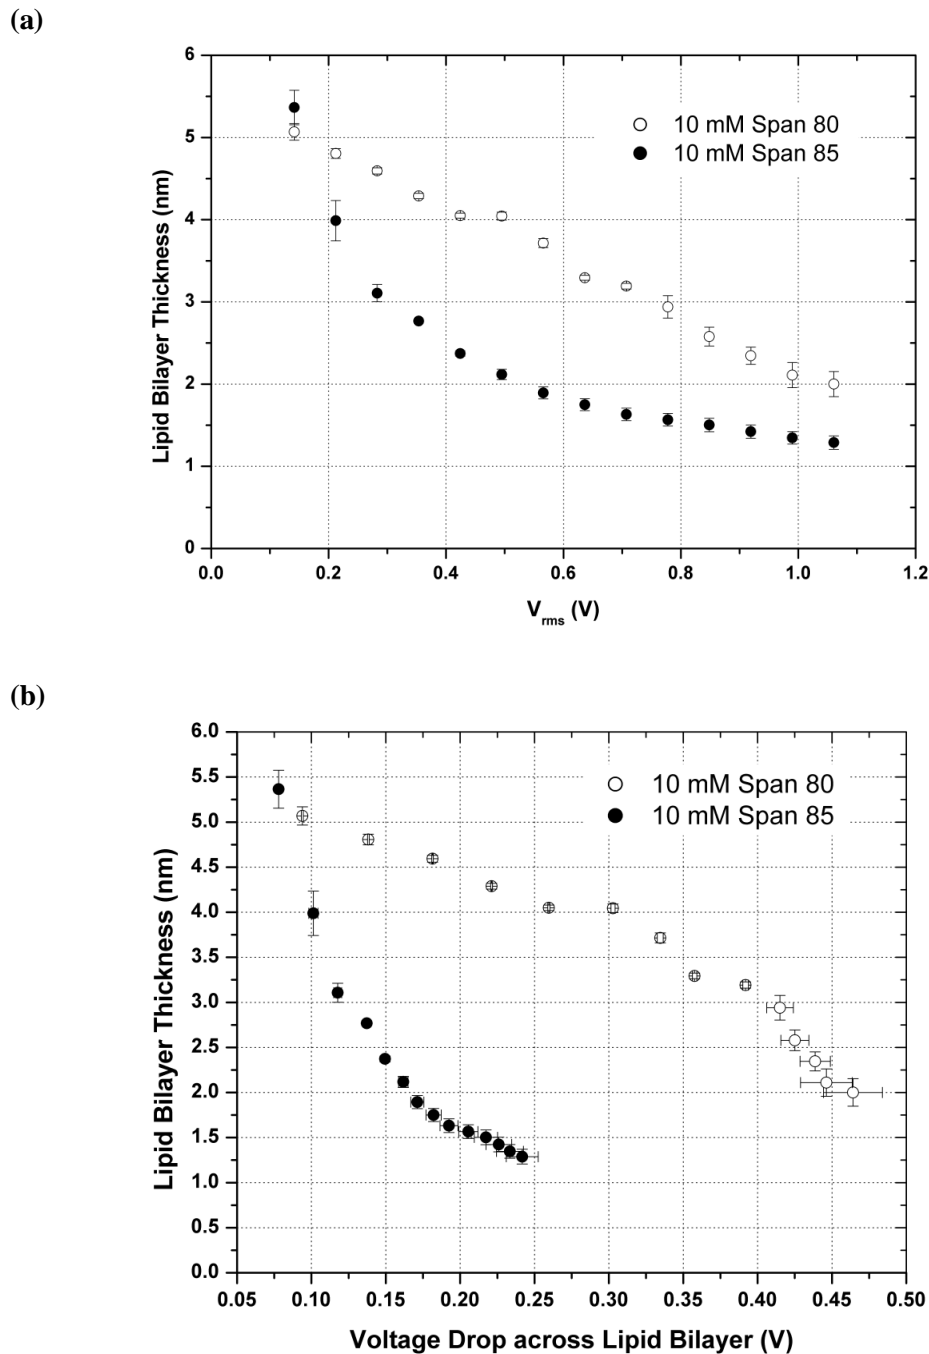 (a)
6
5
4
3
2
1
0
Lipid Bilayer Thickness (nm)
10 mM Span 80
10 mM Span 85
0.0 0.2 0.4 0.6 0.8 1.0 1.2
Vrms (V)
(b)
6.0
5.5
5.0
4.5
4.0
3.5
3.0
2.5
2.0
1.5
1.0
0.5
0.0
Lipid Bilayer Thickness (nm)
10 mM Span 80
10 mM Span 85
0.05 0.10 0.15 0.20 0.25 0.30 0.35 0.40 0.45 0.50
Voltage Drop across Lipid Bilayer (V)